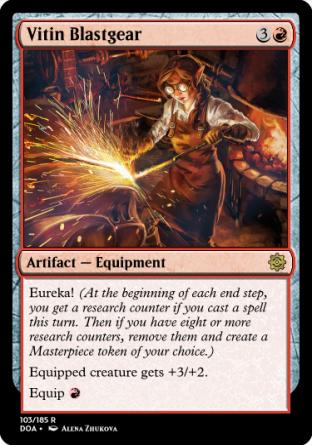 Vitin Blastgear 3
Artifact — Equipment
Eureka! (At the beginning of each end step,
you get a research counter if you cast a spell
this turn. Then if you have eight or more
research counters, remove them and create a
Masterpiece token of your choice.)
Equipped creature gets +3/+2.
Equip
103/185 R
DOA • Alena Zhukova